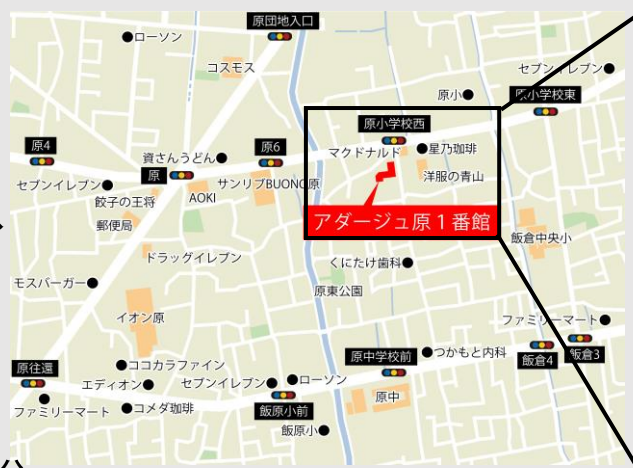 原団地入口
●ローソン
コスモス
セブンイレブン●
原小●
原小学校東
原小学校西
原4
原6
資さんうどん●
マクドナルド
●星乃珈琲
原
セブンイレブン●
サンリブBUONO原
洋服の青山
餃子の王将
AOKI
郵便局
アダージュ原1番館
飯倉中央小
ドラッグイレブン
くにたけ歯科●
モスバーガー●
原東公園
イオン原
ファミリーマート●
原往還
●ココカラファイン
原中学校前
●つかもと内科
飯倉4
飯倉3
エディオン●
セブンイレブン●
●ローソン
原中
ファミリーマート
●コメダ珈琲
飯原小前
飯原小●